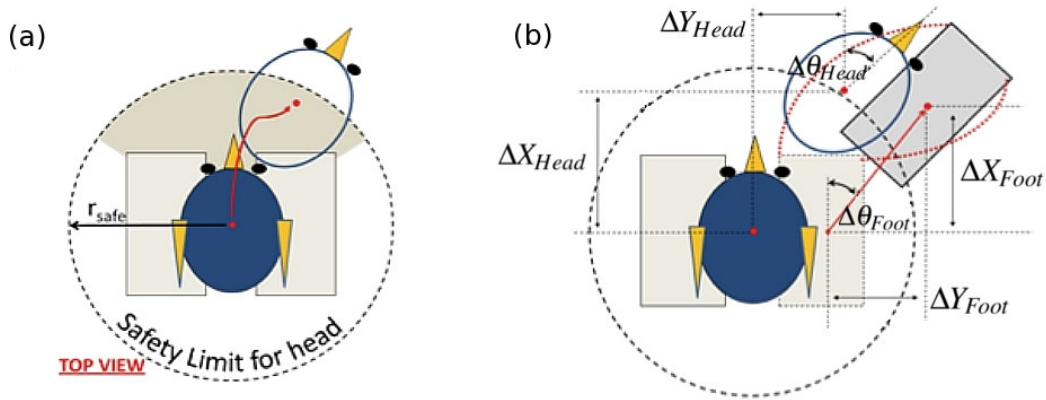 (a)
r_safe
Safety Limit for head
TOP VIEW
(b)
ΔY_Head
Δθ_Head
ΔX_Head
ΔX_Foot
Δθ_Foot
ΔY_Foot